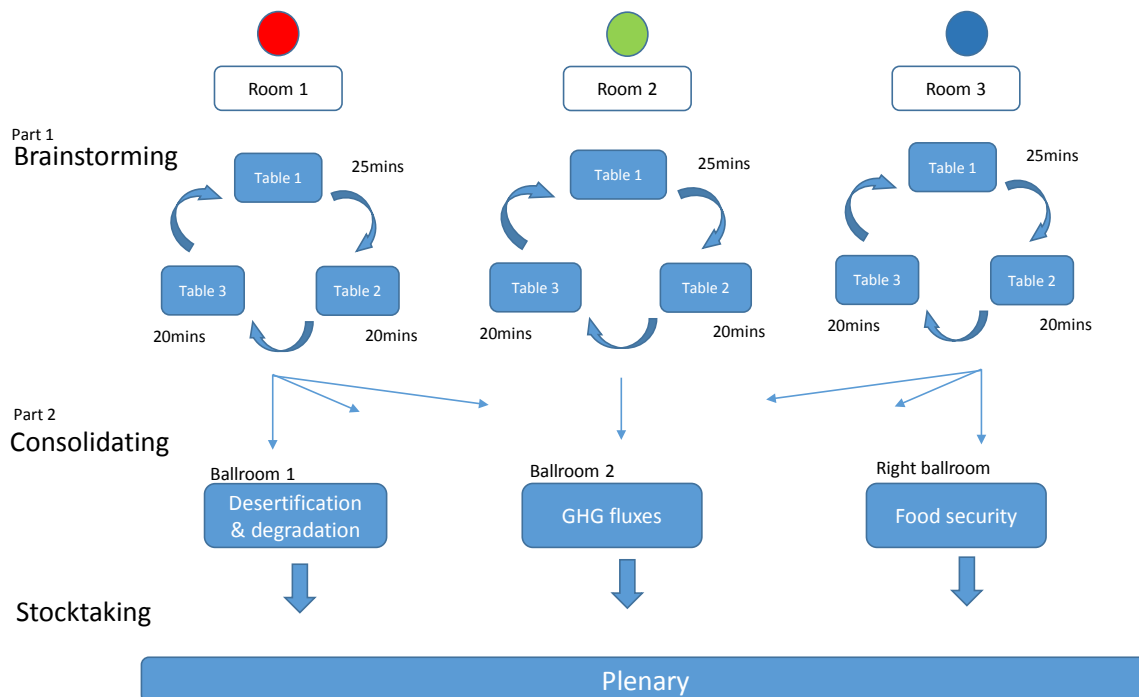 Room 1
Room 2
Room 3
Part 1
Brainstorming
Table 1
25mins
Table 3
Table 2
20mins
20mins
Table 1
25mins
Table 3
Table 2
20mins
20mins
Table 1
25mins
Table 3
Table 2
20mins
20mins
Part 2
Consolidating
Ballroom 1
Desertification
& degradation
Ballroom 2
GHG fluxes
Right ballroom
Food security
Stocktaking
Plenary